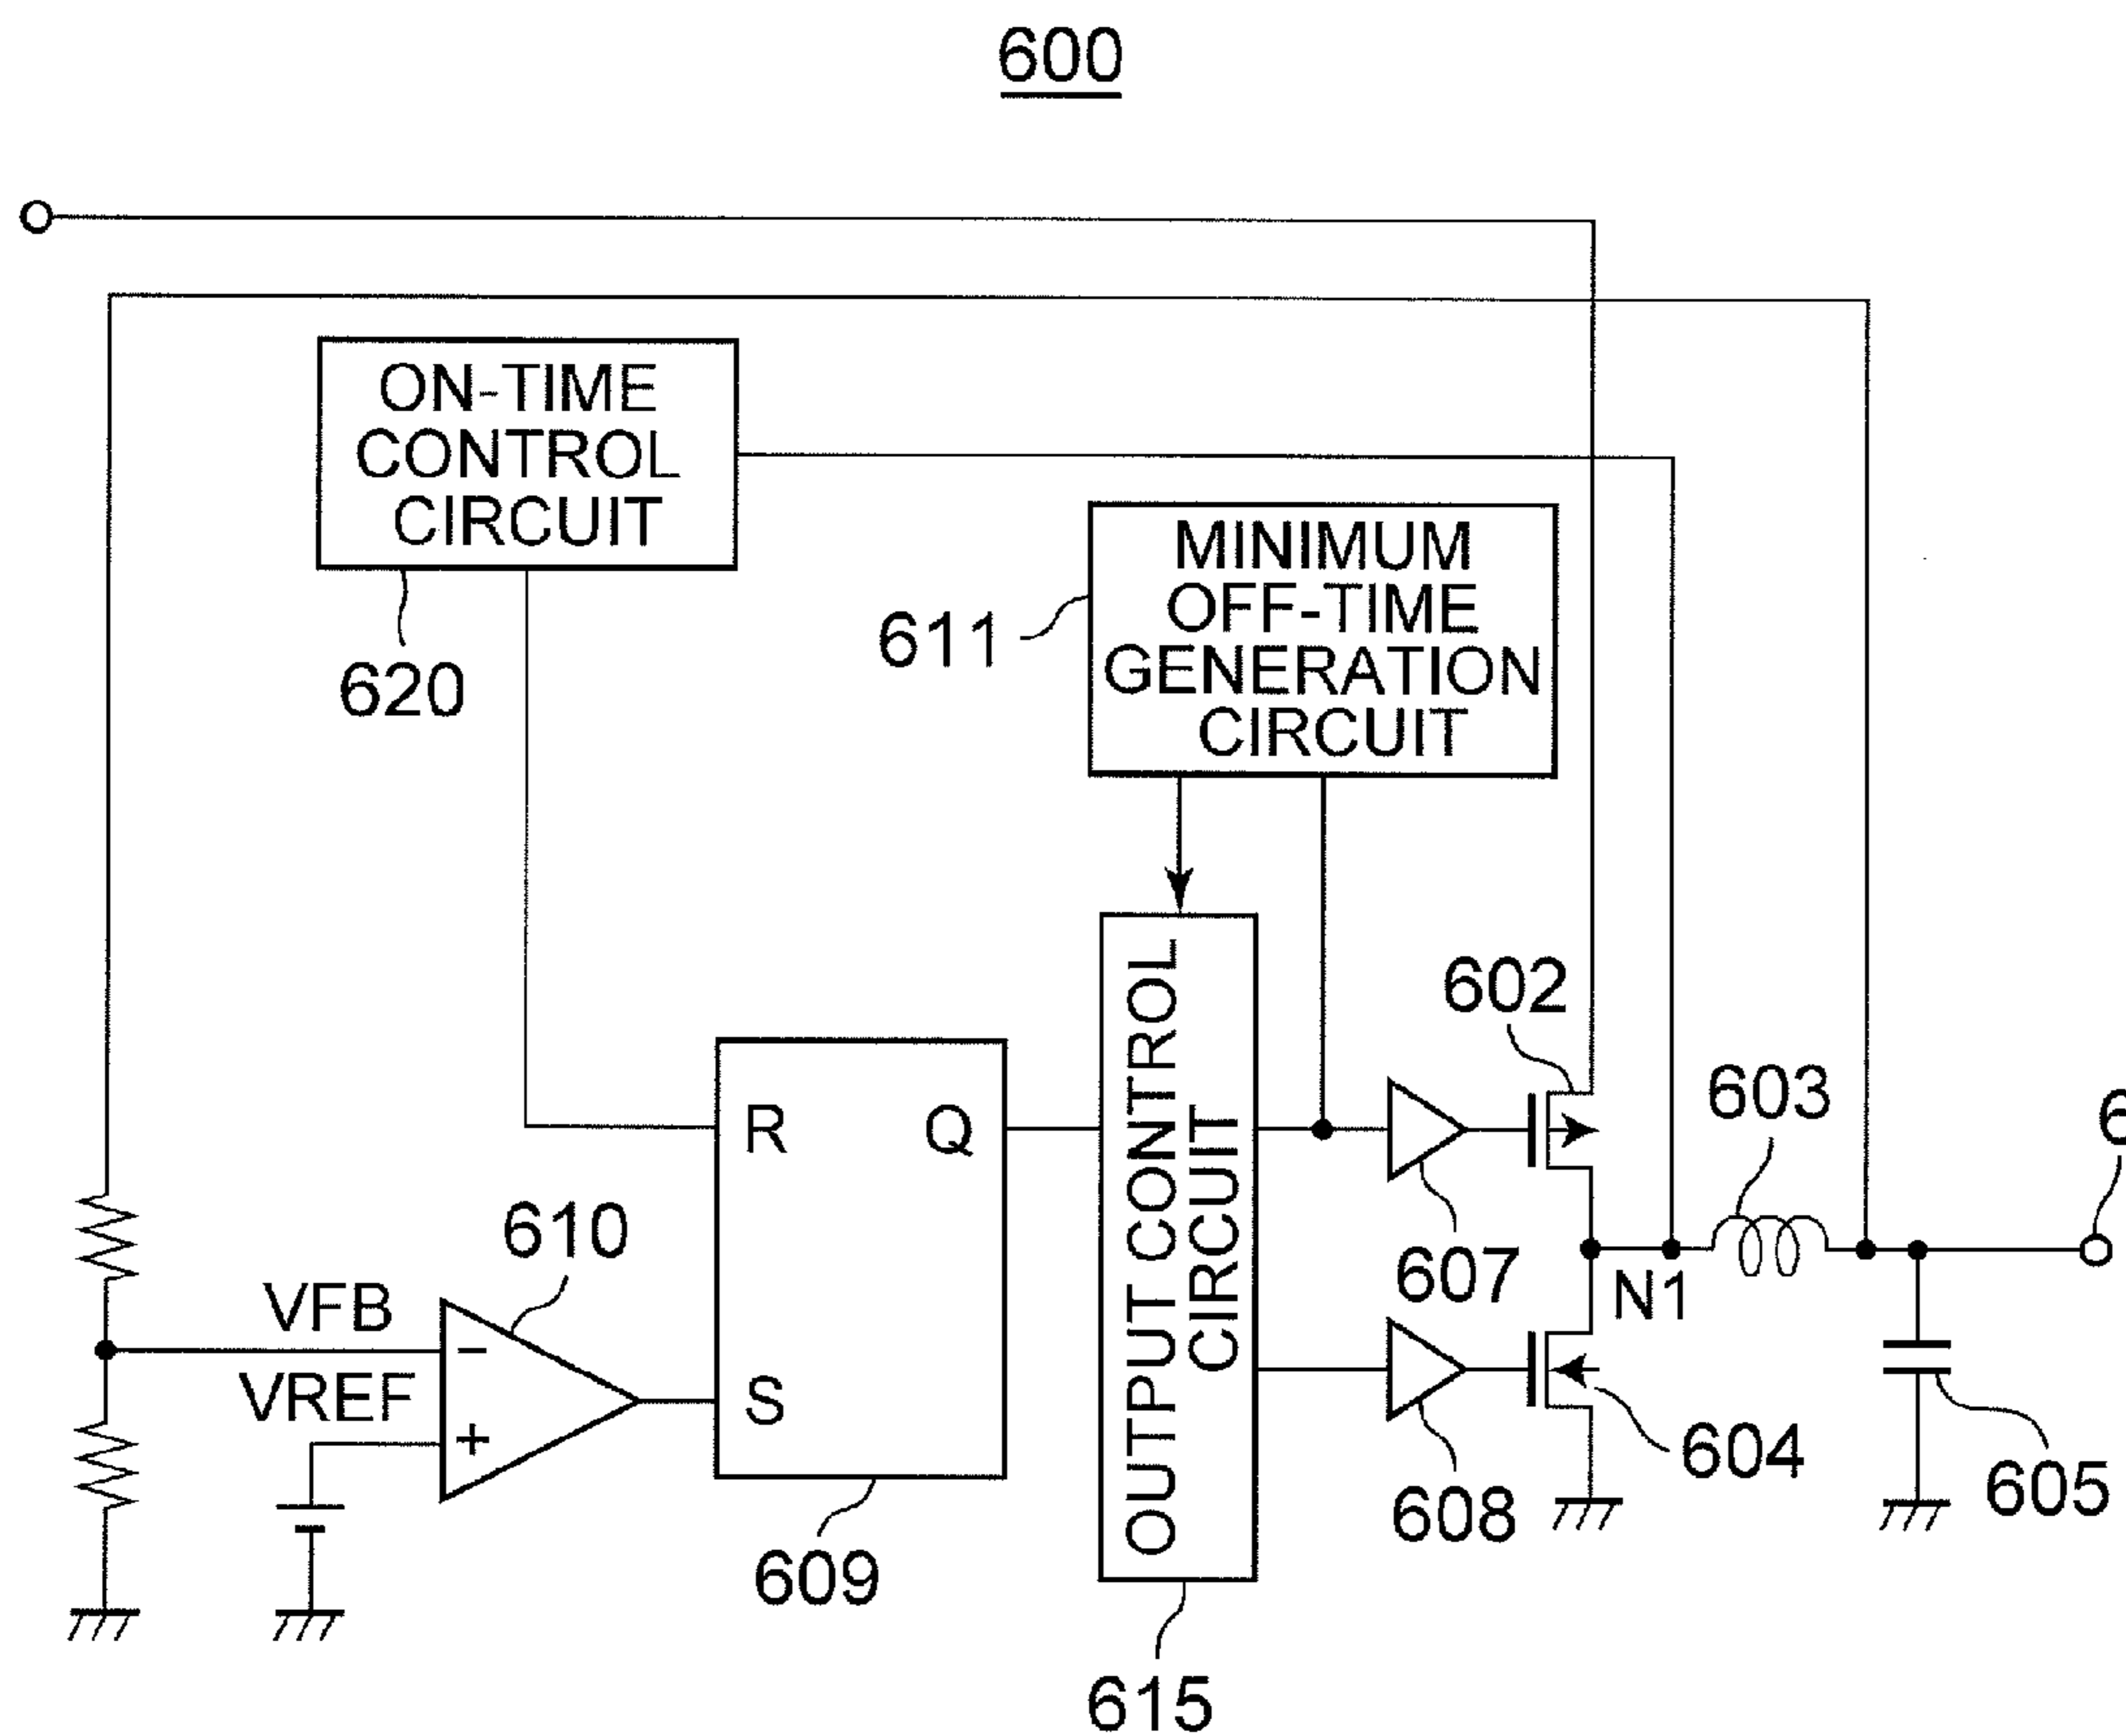 600
ON-TIME
CONTROL
CIRCUIT
620
MINIMUM
OFF-TIME
GENERATION
CIRCUIT
611
602
603
R
Q
S
OUTPUT CONTROL
CIRCUIT
607
N1
610
VFB
VREF
−
+
604
605
608
609
615